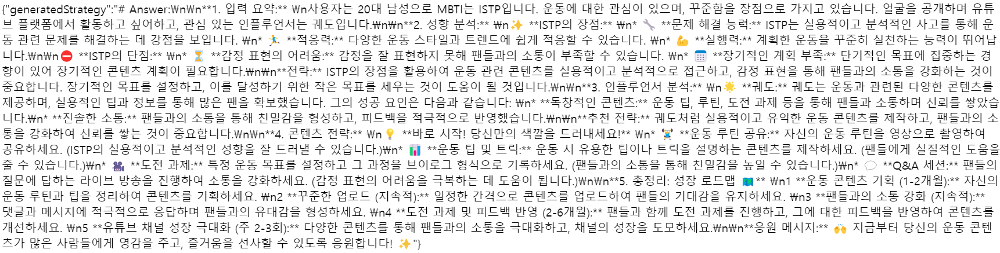 {"generatedStrategy":"# Answer:₩n₩n**1. 입력 요약:** ₩n사용자는 20대 남성으로 MBTI는 ISTP입니다. 운동에 대한 관심이 있으며, 꾸준함을 장점으로 가지고 있습니다. 얼굴을 공개하며 유튜
브 플랫폼에서 활동하고 싶어하고, 관심 있는 인플루언서는 궤도입니다.₩n₩n**2. 성향 분석:** ₩n✨ **ISTP의 장점:** ₩n* 🔧 **문제 해결 능력:** ISTP는 실용적이고 분석적인 사고를 통해 운
동 관련 문제를 해결하는 데 강점을 보입니다. ₩n* 🏃 **적응력:** 다양한 운동 스타일과 트렌드에 쉽게 적응할 수 있습니다. ₩n* 💪 **실행력:** 계획한 운동을 꾸준히 실천하는 능력이 뛰어납
니다.₩n₩n⛔ **ISTP의 단점:** ₩n* ⏳ **감정 표현의 어려움:** 감정을 잘 표현하지 못해 팬들과의 소통이 부족할 수 있습니다. ₩n* 📅 **장기적인 계획 부족:** 단기적인 목표에 집중하는 경
향이 있어 장기적인 콘텐츠 계획이 필요합니다.₩n₩n**전략:** ISTP의 장점을 활용하여 운동 관련 콘텐츠를 실용적이고 분석적으로 접근하고, 감정 표현을 통해 팬들과의 소통을 강화하는 것이
중요합니다. 장기적인 목표를 설정하고, 이를 달성하기 위한 작은 목표를 세우는 것이 도움이 될 것입니다.₩n₩n**3. 인플루언서 분석:** ₩n🌟 **궤도:** 궤도는 운동과 관련된 다양한 콘텐츠를
제공하며, 실용적인 팁과 정보를 통해 많은 팬을 확보했습니다. 그의 성공 요인은 다음과 같습니다: ₩n* **독창적인 콘텐츠:** 운동 팁, 루틴, 도전 과제 등을 통해 팬들과 소통하며 신뢰를 쌓았습
니다.₩n* **진솔한 소통:** 팬들과의 소통을 통해 친밀감을 형성하고, 피드백을 적극적으로 반영했습니다.₩n₩n**추천 전략:** 궤도처럼 실용적이고 유익한 운동 콘텐츠를 제작하고, 팬들과의 소
통을 강화하여 신뢰를 쌓는 것이 중요합니다.₩n₩n**4. 콘텐츠 전략:** ₩n💡 **바로 시작! 당신만의 색깔을 드러내세요!** ₩n* 🏋️ **운동 루틴 공유:** 자신의 운동 루틴을 영상으로 촬영하여
공유하세요. (ISTP의 실용적이고 분석적인 성향을 잘 드러낼 수 있습니다.)₩n* 📊 **운동 팁 및 트릭:** 운동 시 유용한 팁이나 트릭을 설명하는 콘텐츠를 제작하세요. (팬들에게 실질적인 도움을
줄 수 있습니다.)₩n* 🎥 **도전 과제:** 특정 운동 목표를 설정하고 그 과정을 브이로그 형식으로 기록하세요. (팬들과의 소통을 통해 친밀감을 높일 수 있습니다.)₩n* 💬 **Q&A 세션:** 팬들의
질문에 답하는 라이브 방송을 진행하여 소통을 강화하세요. (감정 표현의 어려움을 극복하는 데 도움이 됩니다.)₩n₩n**5. 총정리: 성장 로드맵 🗺️** ₩n1 **운동 콘텐츠 기획 (1-2개월):** 자신의
운동 루틴과 팁을 정리하여 콘텐츠를 기획하세요. ₩n2 **꾸준한 업로드 (지속적):** 일정한 간격으로 콘텐츠를 업로드하여 팬들의 기대감을 유지하세요. ₩n3 **팬들과의 소통 강화 (지속적):**
댓글과 메시지에 적극적으로 응답하며 팬들과의 유대감을 형성하세요. ₩n4 **도전 과제 및 피드백 반영 (2-6개월):** 팬들과 함께 도전 과제를 진행하고, 그에 대한 피드백을 반영하여 콘텐츠를
개선하세요. ₩n5 **유튜브 채널 성장 극대화 (주 2-3회):** 다양한 콘텐츠를 통해 팬들과의 소통을 극대화하고, 채널의 성장을 도모하세요.₩n₩n**응원 메시지:** 🙌 지금부터 당신의 운동 콘텐
츠가 많은 사람들에게 영감을 주고, 즐거움을 선사할 수 있도록 응원합니다! ✨"}